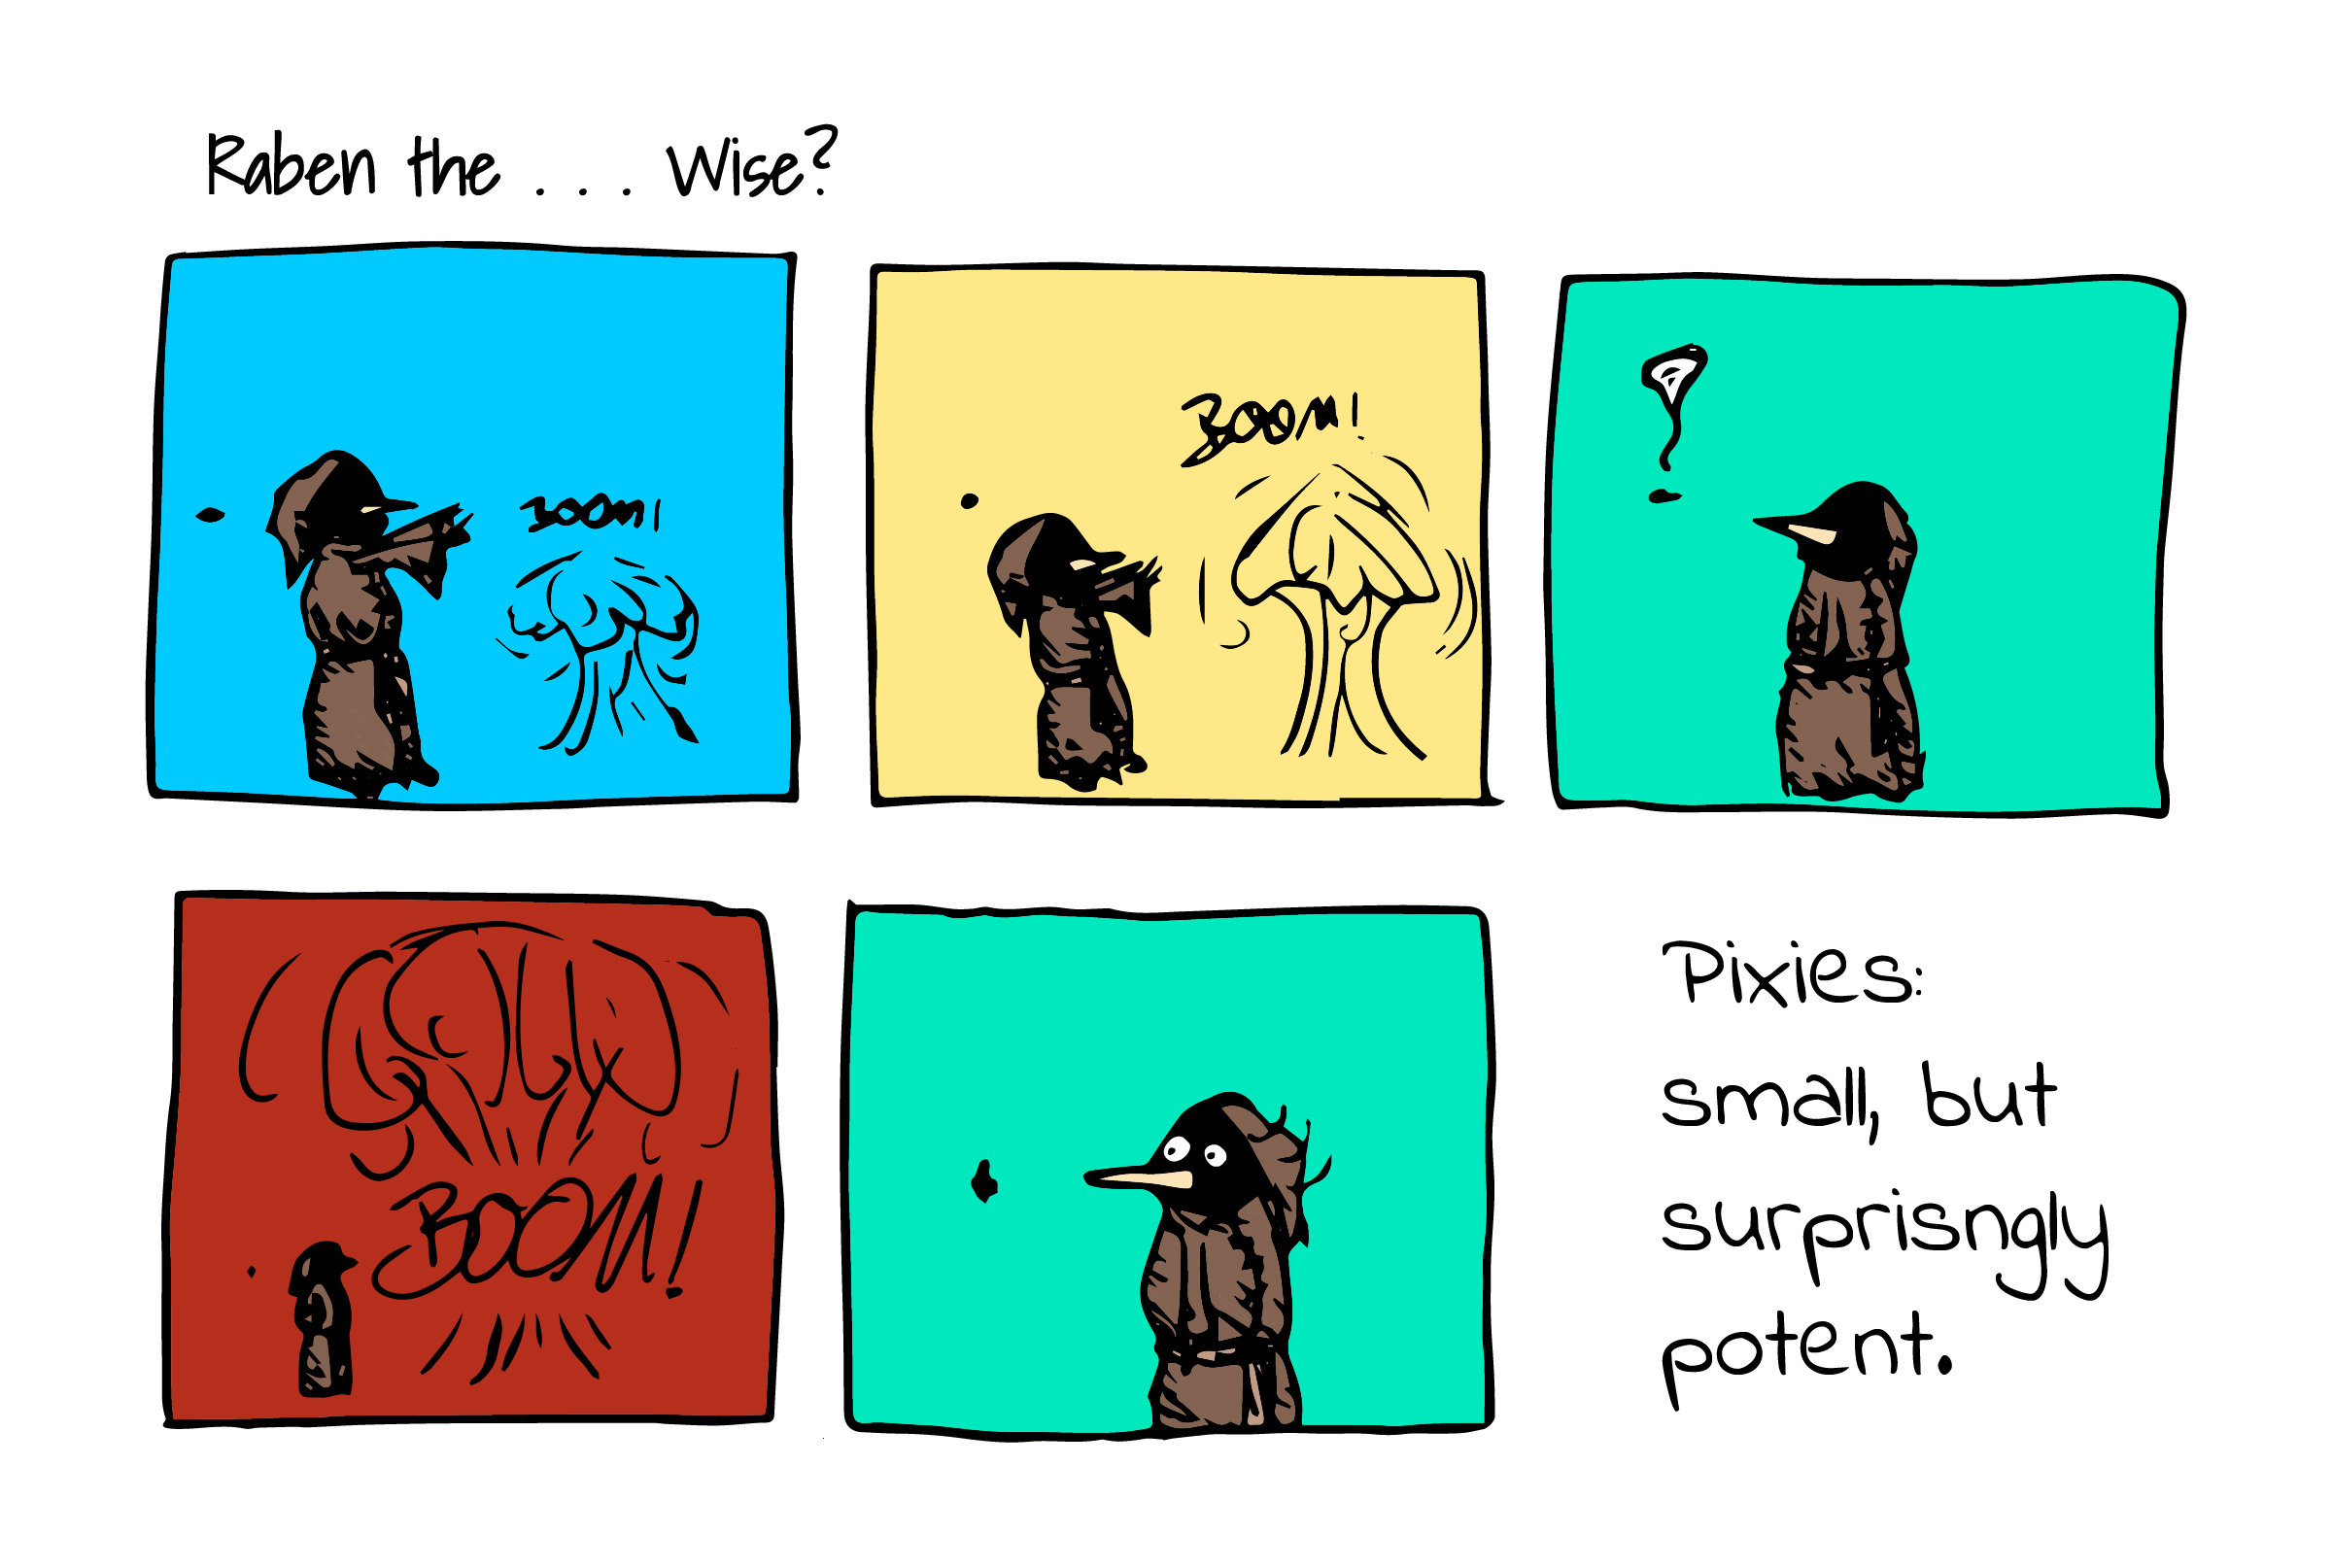 Raben the . . . Wise?
BOOM!
BOOM!
?
BOOM!
Pixies:
small, but
surprisngly
potent.